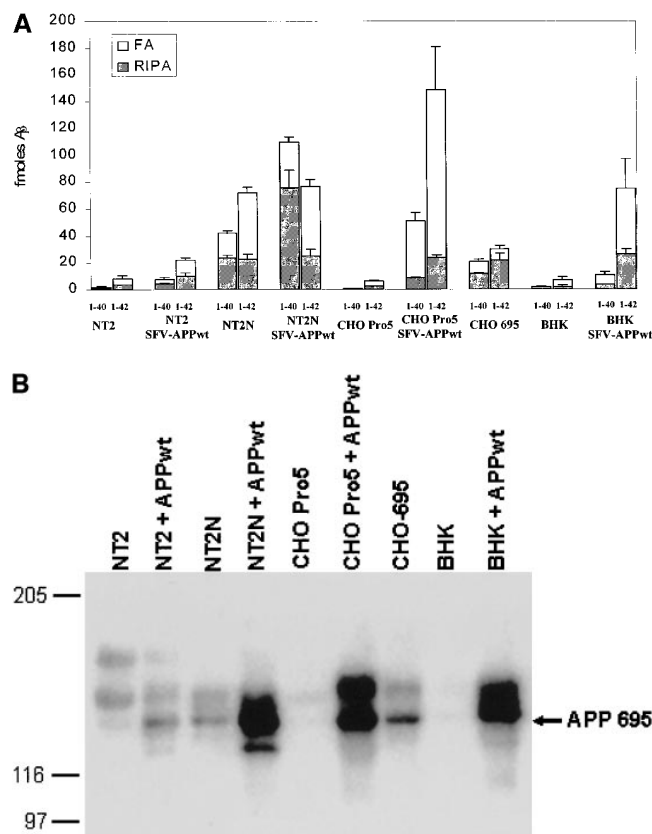 A
200
180
160
140
120
100
80
60
40
20
0
fmoles Aβ
FA
RIPA
1-40 1-42 1-40 1-42 1-40 1-42 1-40 1-42 1-40 1-42 1-40 1-42 1-40 1-42 1-40 1-42 1-40 1-42
NT2 NT2 NT2N NT2N CHO Pro5 CHO Pro5 CHO 695 BHK BHK
SFV-APPwt SFV-APPwt SFV-APPwt SFV-APPwt
B
NT2
NT2 + APPwt
NT2N
NT2N + APPwt
CHO Pro5
CHO Pro5 + APPwt
CHO-695
BHK
BHK + APPwt
205
116
97
APP 695